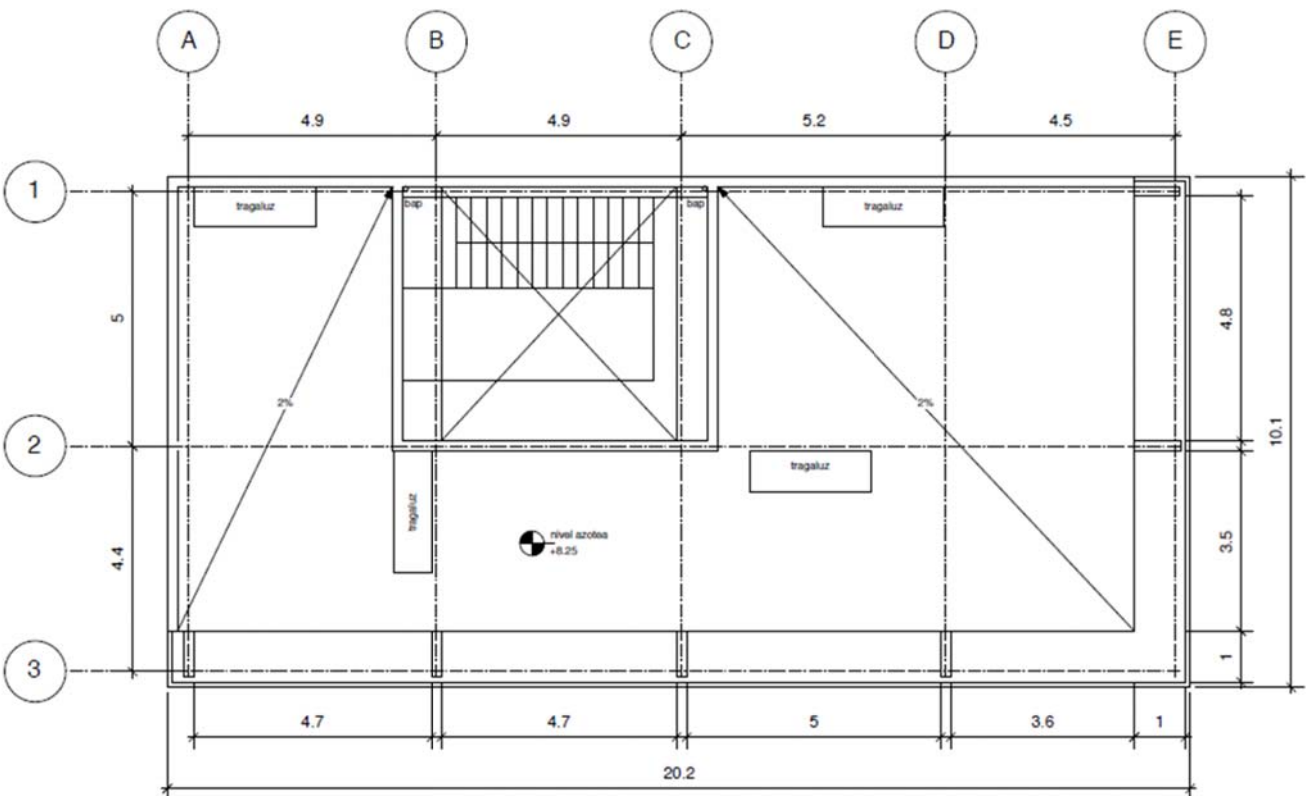 A B C D E
4.9 4.9 5.2 4.5
1
tragaluz bap bap tragaluz
5 4.8
2% 2%
10.1
2
tragaluz
tragaluz
nivel azotea
+8.25
4.4 3.5
3
1
4.7 4.7 5 3.6 1
20.2